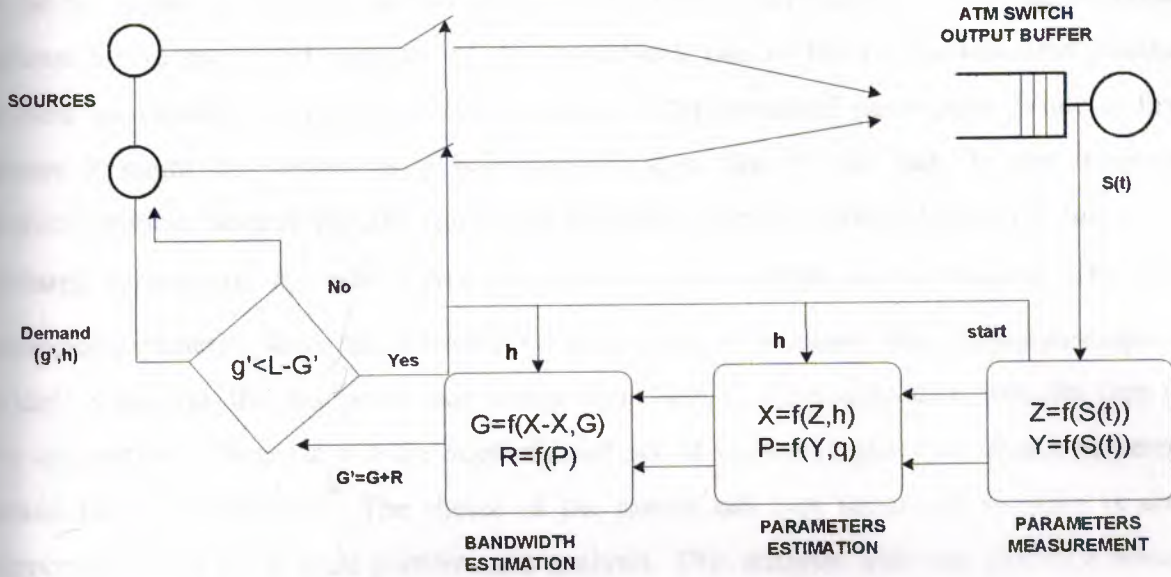 ATM SWITCH
OUTPUT BUFFER
SOURCES
S(t)
No
Demand
(g',h)
g'<L-G'
Yes
h
h
start
G=f(X-X,G)
R=f(P)
X=f(Z,h)
P=f(Y,q)
Z=f(S(t))
Y=f(S(t))
G'=G+R
BANDWIDTH
ESTIMATION
PARAMETERS
ESTIMATION
PARAMETERS
MEASUREMENT